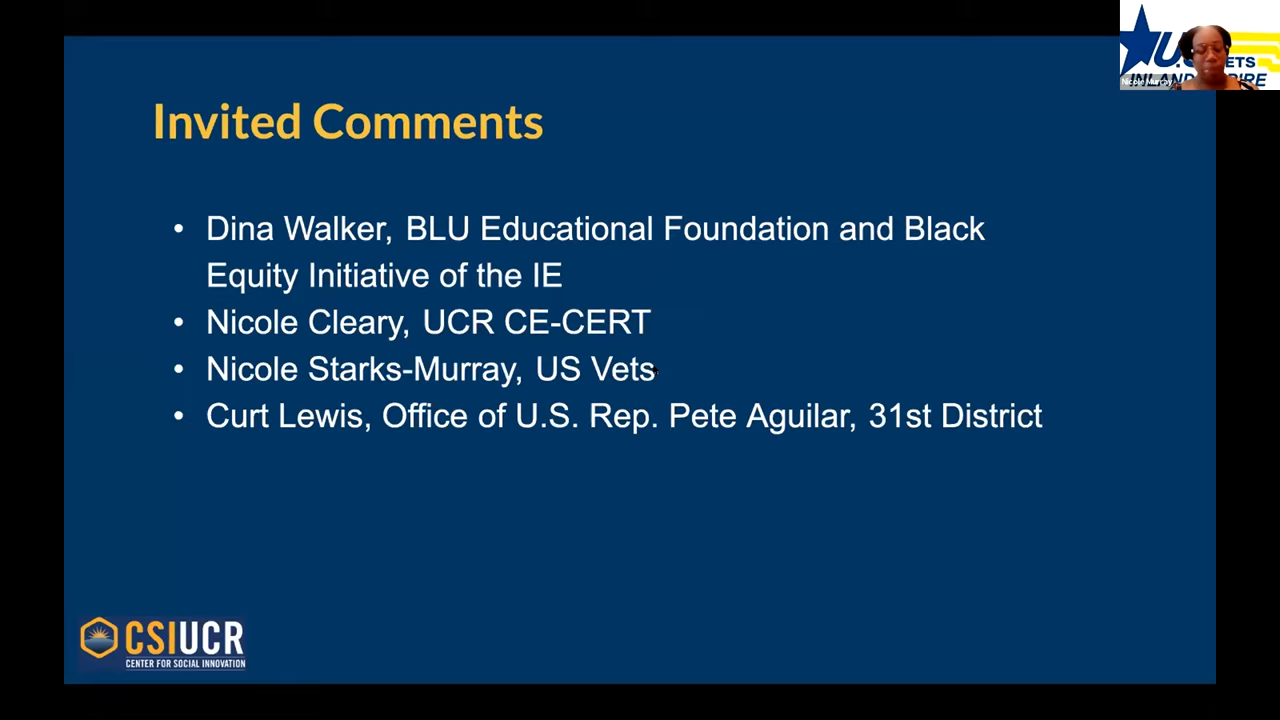 Invited Comments
• Dina Walker, BLU Educational Foundation and Black
Equity Initiative of the IE
• Nicole Cleary, UCR CE-CERT
• Nicole Starks-Murray, US Vets
• Curt Lewis, Office of U.S. Rep. Pete Aguilar, 31st District
CSIUCR
CENTER FOR SOCIAL INNOVATION
Nicole Murray